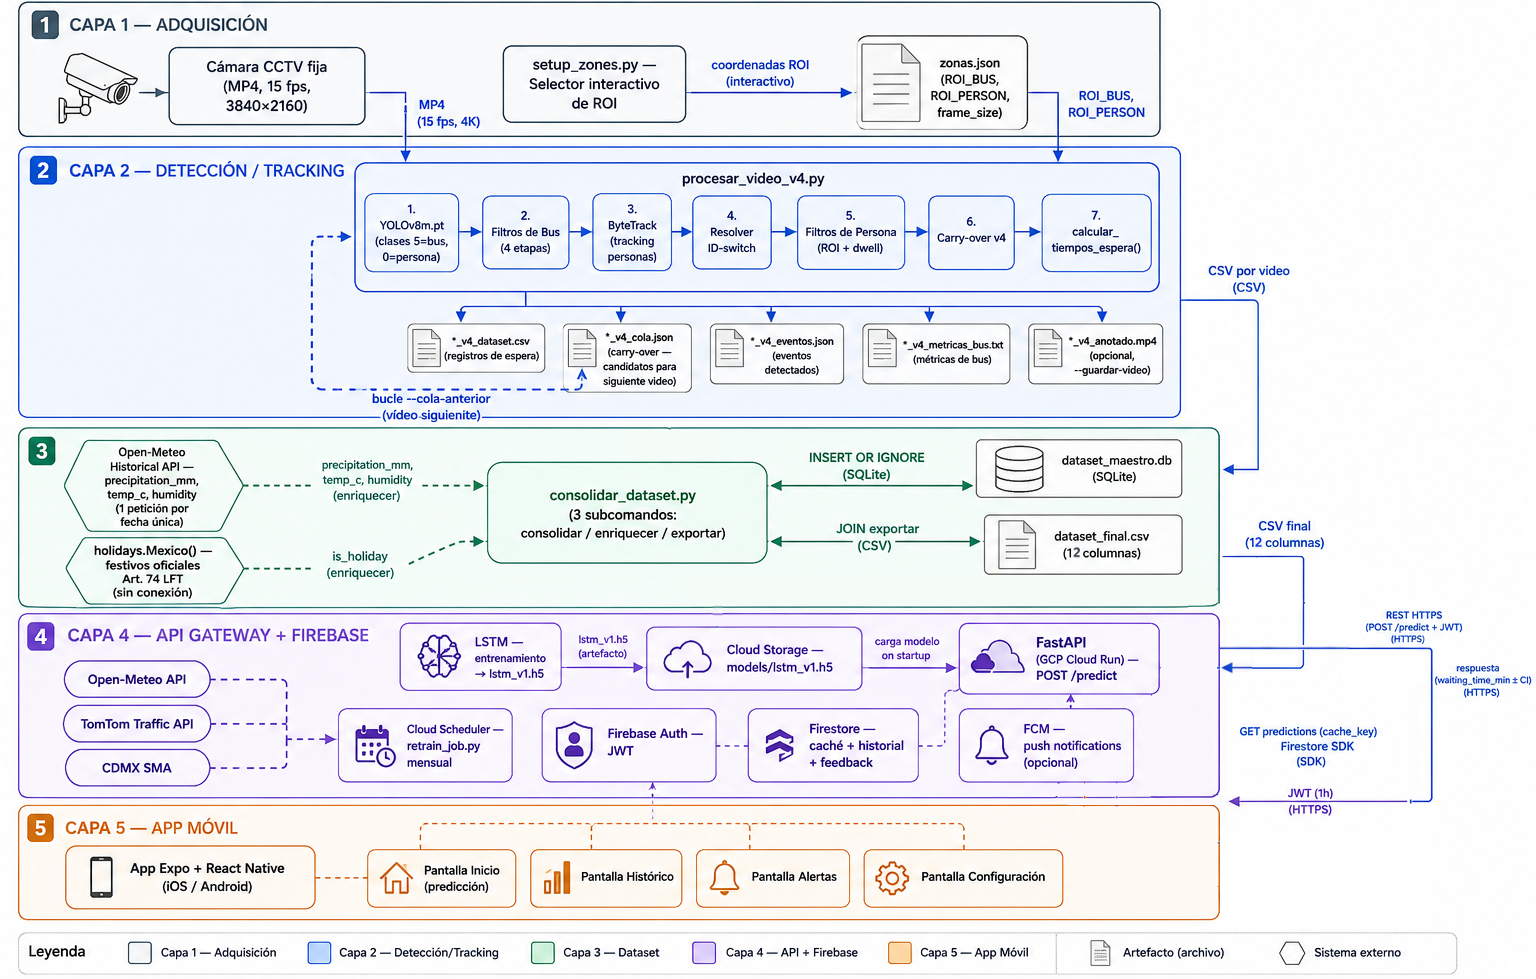 1 CAPA 1 — ADQUISICIÓN
Cámara CCTV fija
(MP4, 15 fps,
3840×2160)
MP4
(15 fps, 4K)
setup_zones.py —
Selector interactivo
de ROI
coordenadas ROI
(interactivo)
zonas.json
(ROI_BUS,
ROI_PERSON,
frame_size)
ROI_BUS,
ROI_PERSON
2 CAPA 2 — DETECCIÓN / TRACKING
procesar_video_v4.py
1.
YOLOv8m.pt
(clases 5=bus,
0=persona)
2.
Filtros de Bus
(4 etapas)
3.
ByteTrack
(tracking
personas)
4.
Resolver
ID-switch
5.
Filtros de Persona
(ROI + dwell)
6.
Carry-over v4
7.
calcular_
tiempos_espera()
*_v4_dataset.csv
(registros de espera)
*_v4_cola.json
(carry-over —
candidatos para
siguiente video)
*_v4_eventos.json
(eventos
detectados)
*_v4_metricas_bus.txt
(métricas de bus)
*_v4_anotado.mp4
(opcional,
--guardar-video)
bucle --cola-anterior
(vídeo siguienite)
CSV por video
(CSV)
3
Open-Meteo
Historical API —
precipitation_mm,
temp_c, humidity
(1 petición por
fecha única)
precipitation_mm,
temp_c, humidity
(enriquecer)
holidays.Mexico() —
festivos oficiales
Art. 74 LFT
(sin conexión)
is_holiday
(enriquecer)
consolidar_dataset.py
(3 subcomandos:
consolidar / enriquecer / exportar)
INSERT OR IGNORE
(SQLite)
JOIN exportar
(CSV)
dataset_maestro.db
(SQLite)
dataset_final.csv
(12 columnas)
CSV final
(12 columnas)
4 CAPA 4 — API GATEWAY + FIREBASE
Open-Meteo API
TomTom Traffic API
CDMX SMA
LSTM —
entrenamiento
→ lstm_v1.h5
lstm_v1.h5
(artefacto)
Cloud Storage —
models/lstm_v1.h5
carga modelo
on startup
FastAPI
(GCP Cloud Run) —
POST /predict
Cloud Scheduler —
retrain_job.py
mensual
Firebase Auth —
JWT
Firestore —
caché + historial
+ feedback
FCM —
push notifications
(opcional)
REST HTTPS
(POST /predict + JWT)
(HTTPS)
respuesta
(waiting_time_min ± CI)
(HTTPS)
GET predictions (cache_key)
Firestore SDK
(SDK)
JWT (1h)
(HTTPS)
5 CAPA 5 — APP MÓVIL
App Expo + React Native
(iOS / Android)
Pantalla Inicio
(predicción)
Pantalla Histórico
Pantalla Alertas
Pantalla Configuración
Leyenda
Capa 1 — Adquisición
Capa 2 — Detección/Tracking
Capa 3 — Dataset
Capa 4 — API + Firebase
Capa 5 — App Móvil
Artefacto (archivo)
Sistema externo